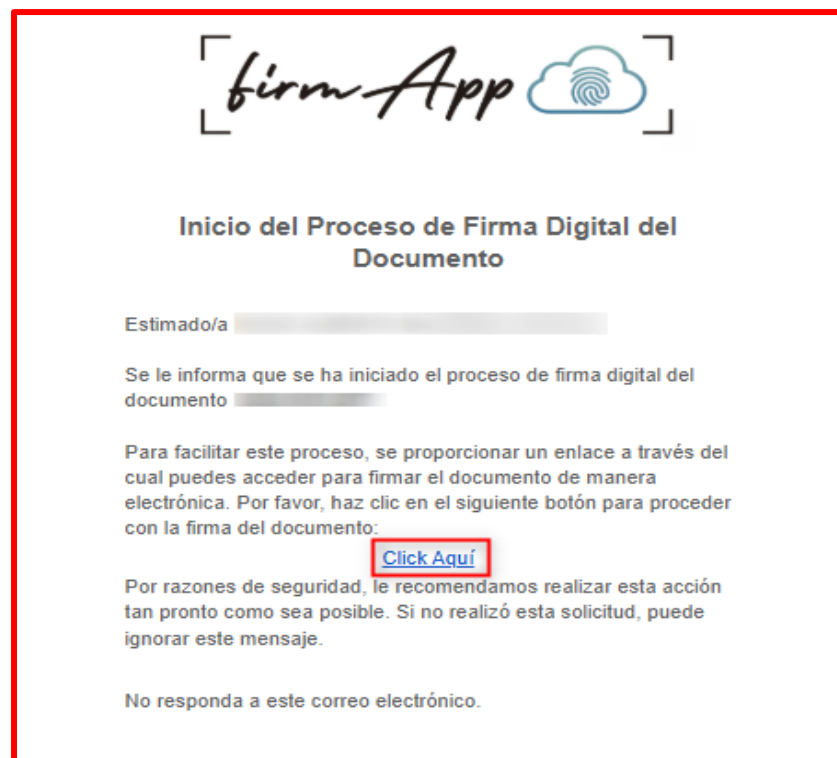 firmApp
Inicio del Proceso de Firma Digital del
Documento
Estimado/a
Se le informa que se ha iniciado el proceso de firma digital del
documento
Para facilitar este proceso, se proporcionar un enlace a través del
cual puedes acceder para firmar el documento de manera
electrónica. Por favor, haz clic en el siguiente botón para proceder
con la firma del documento:
Click Aquí
Por razones de seguridad, le recomendamos realizar esta acción
tan pronto como sea posible. Si no realizó esta solicitud, puede
ignorar este mensaje.
No responda a este correo electrónico.